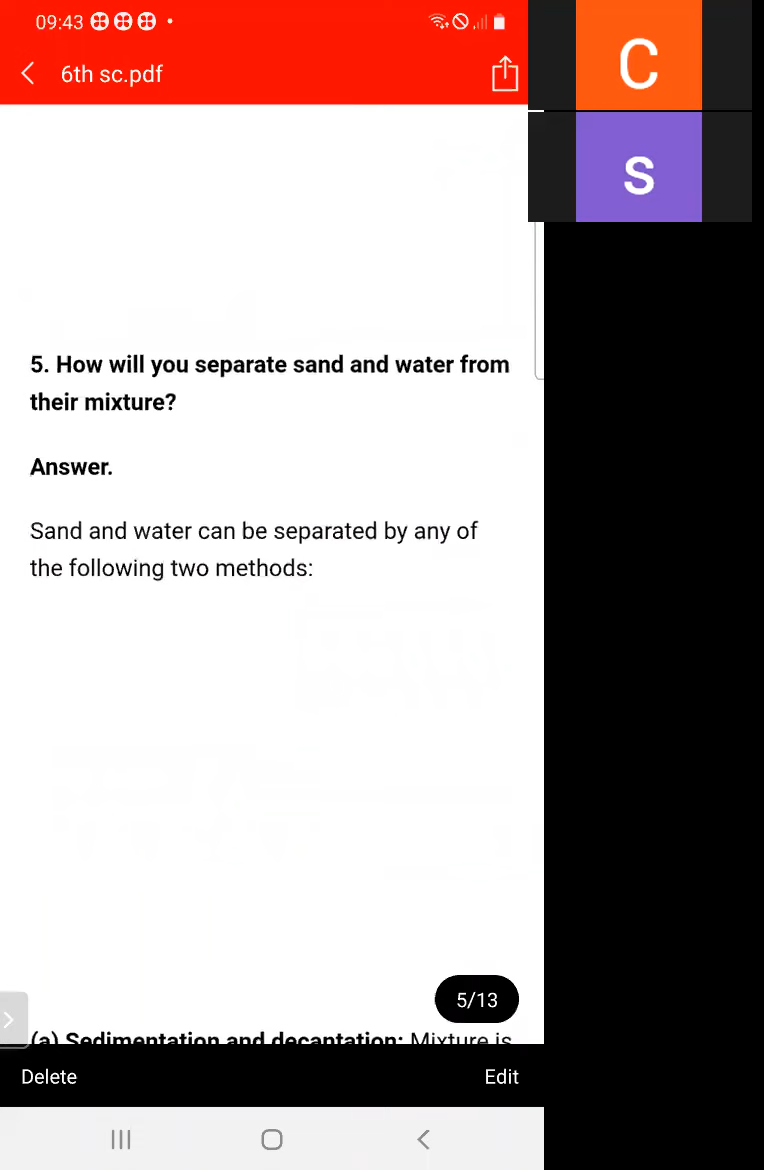 09:43
6th sc.pdf
C
S
5. How will you separate sand and water from
their mixture?
Answer.
Sand and water can be separated by any of
the following two methods:
5/13
(a) Sedimentation and decantation: Mixture is
Delete
Edit